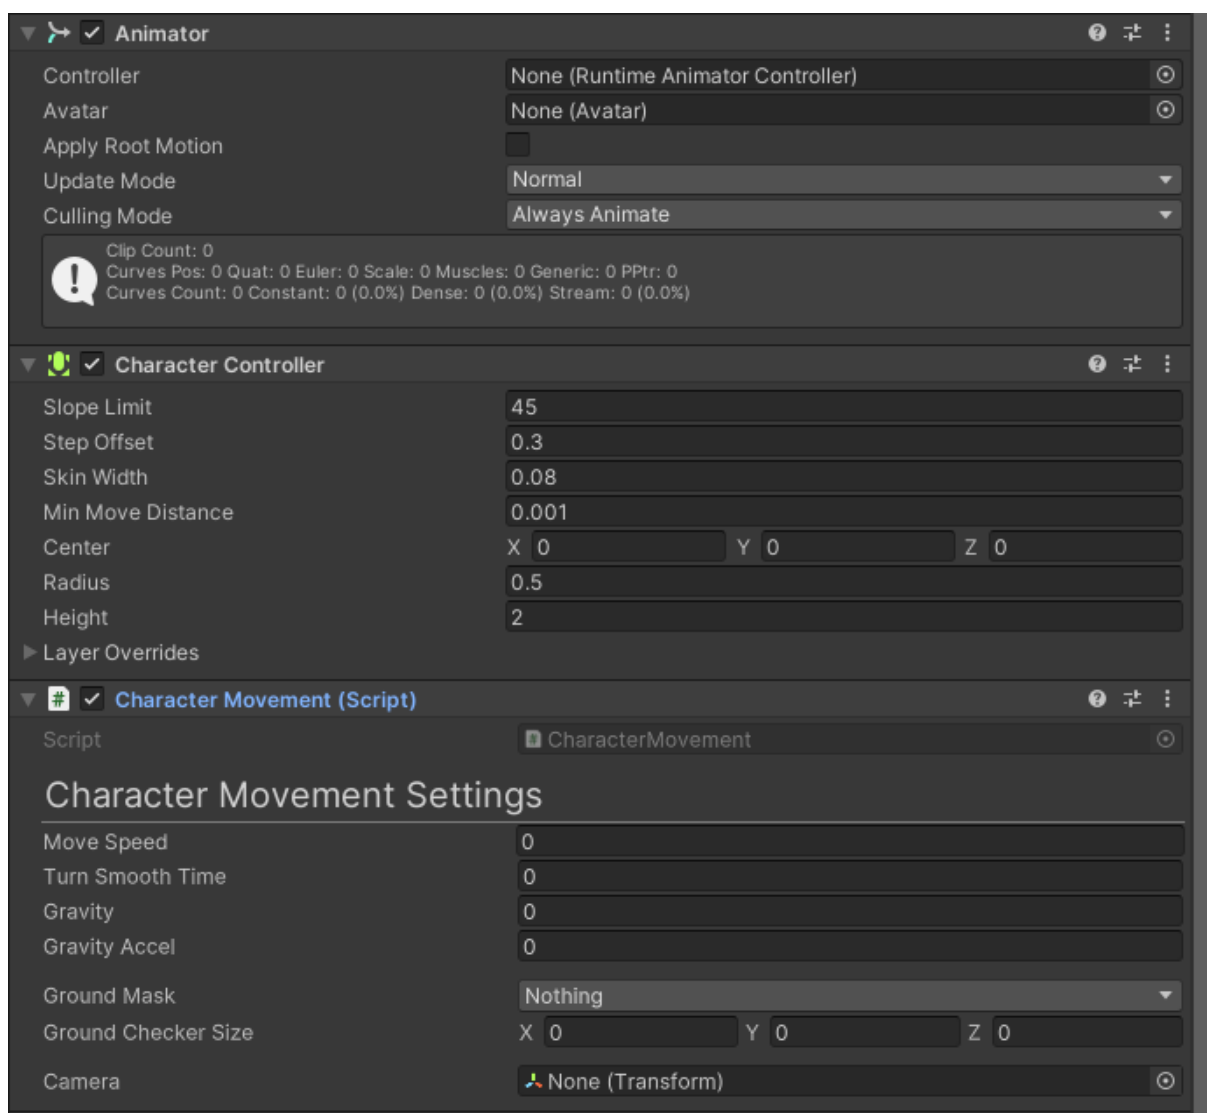 Animator
Controller None (Runtime Animator Controller)
Avatar None (Avatar)
Apply Root Motion
Update Mode Normal
Culling Mode Always Animate
Clip Count: 0
Curves Pos: 0 Quat: 0 Euler: 0 Scale: 0 Muscles: 0 Generic: 0 PPtr: 0
Curves Count: 0 Constant: 0 (0.0%) Dense: 0 (0.0%) Stream: 0 (0.0%)
Character Controller
Slope Limit 45
Step Offset 0.3
Skin Width 0.08
Min Move Distance 0.001
Center X 0 Y 0 Z 0
Radius 0.5
Height 2
Layer Overrides
# Character Movement (Script)
Script # CharacterMovement
Character Movement Settings
Move Speed 0
Turn Smooth Time 0
Gravity 0
Gravity Accel 0
Ground Mask Nothing
Ground Checker Size X 0 Y 0 Z 0
Camera None (Transform)